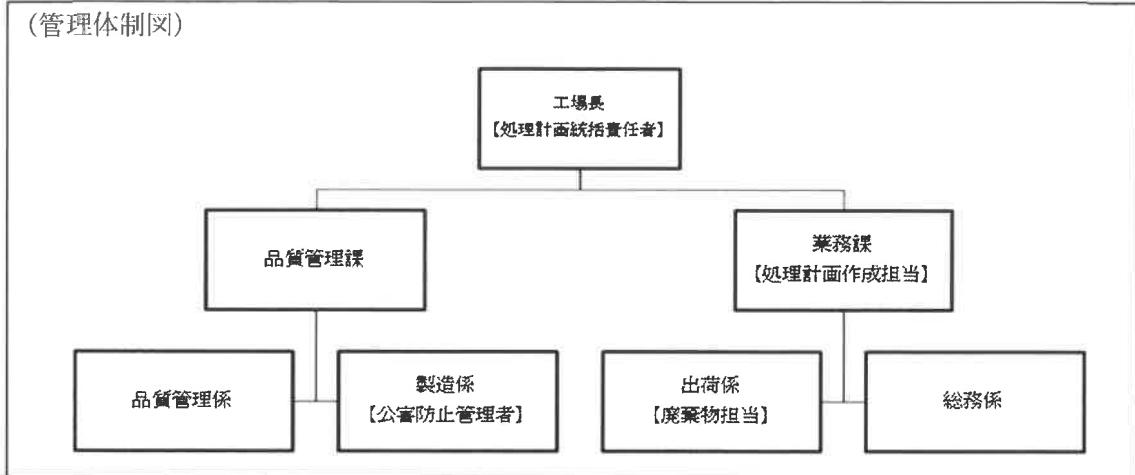 (管理体制図)
工場長
【処理計画統括責任者】
品質管理課
業務課
【処理計画作成担当】
品質管理係
製造係
【公害防止管理者】
出荷係
【廃棄物担当】
総務係